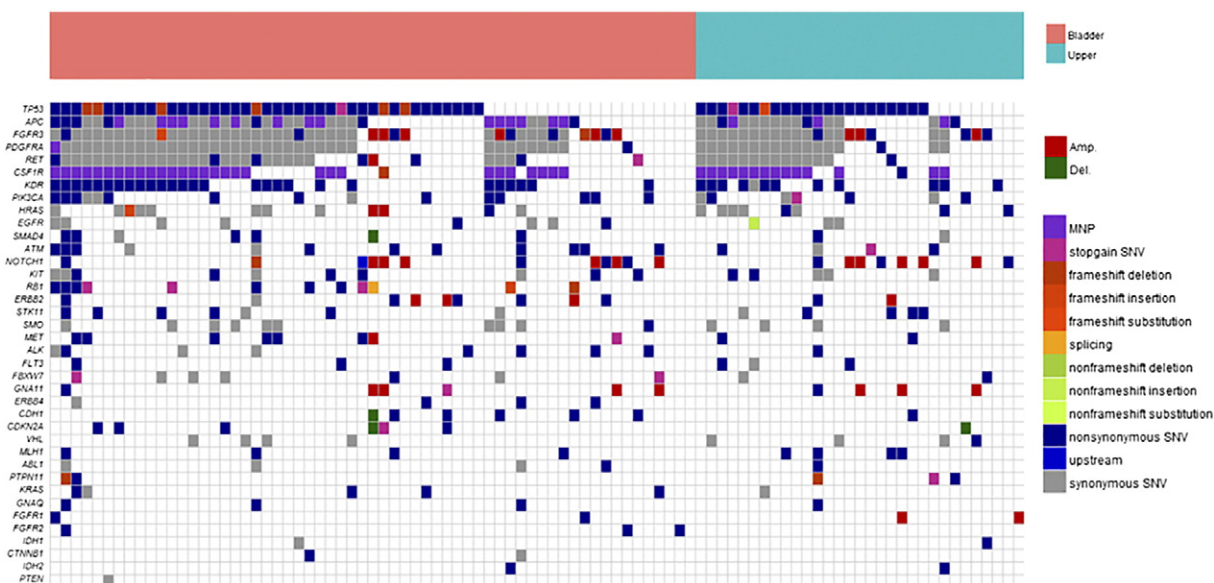 Bladder
Upper
TP53
APC
FGFR3
PDGFRA
RET
CSF1R
KDR
PIK3CA
HRAS
EGFR
SMAD4
ATM
NOTCH1
KIT
RB1
ERBB2
STK11
SMO
MET
ALK
FLT3
FBXW7
GNA11
ERBB4
CDH1
CDKN2A
VHL
MLH1
ABL1
PTPN11
KRAS
GNAQ
FGFR1
FGFR2
IDH1
CTNNB1
IDH2
PTEN
Amp.
Del.
MNP
stopgain SNV
frameshift deletion
frameshift insertion
frameshift substitution
splicing
nonframeshift deletion
nonframeshift insertion
nonframeshift substitution
nonsynonymous SNV
upstream
synonymous SNV